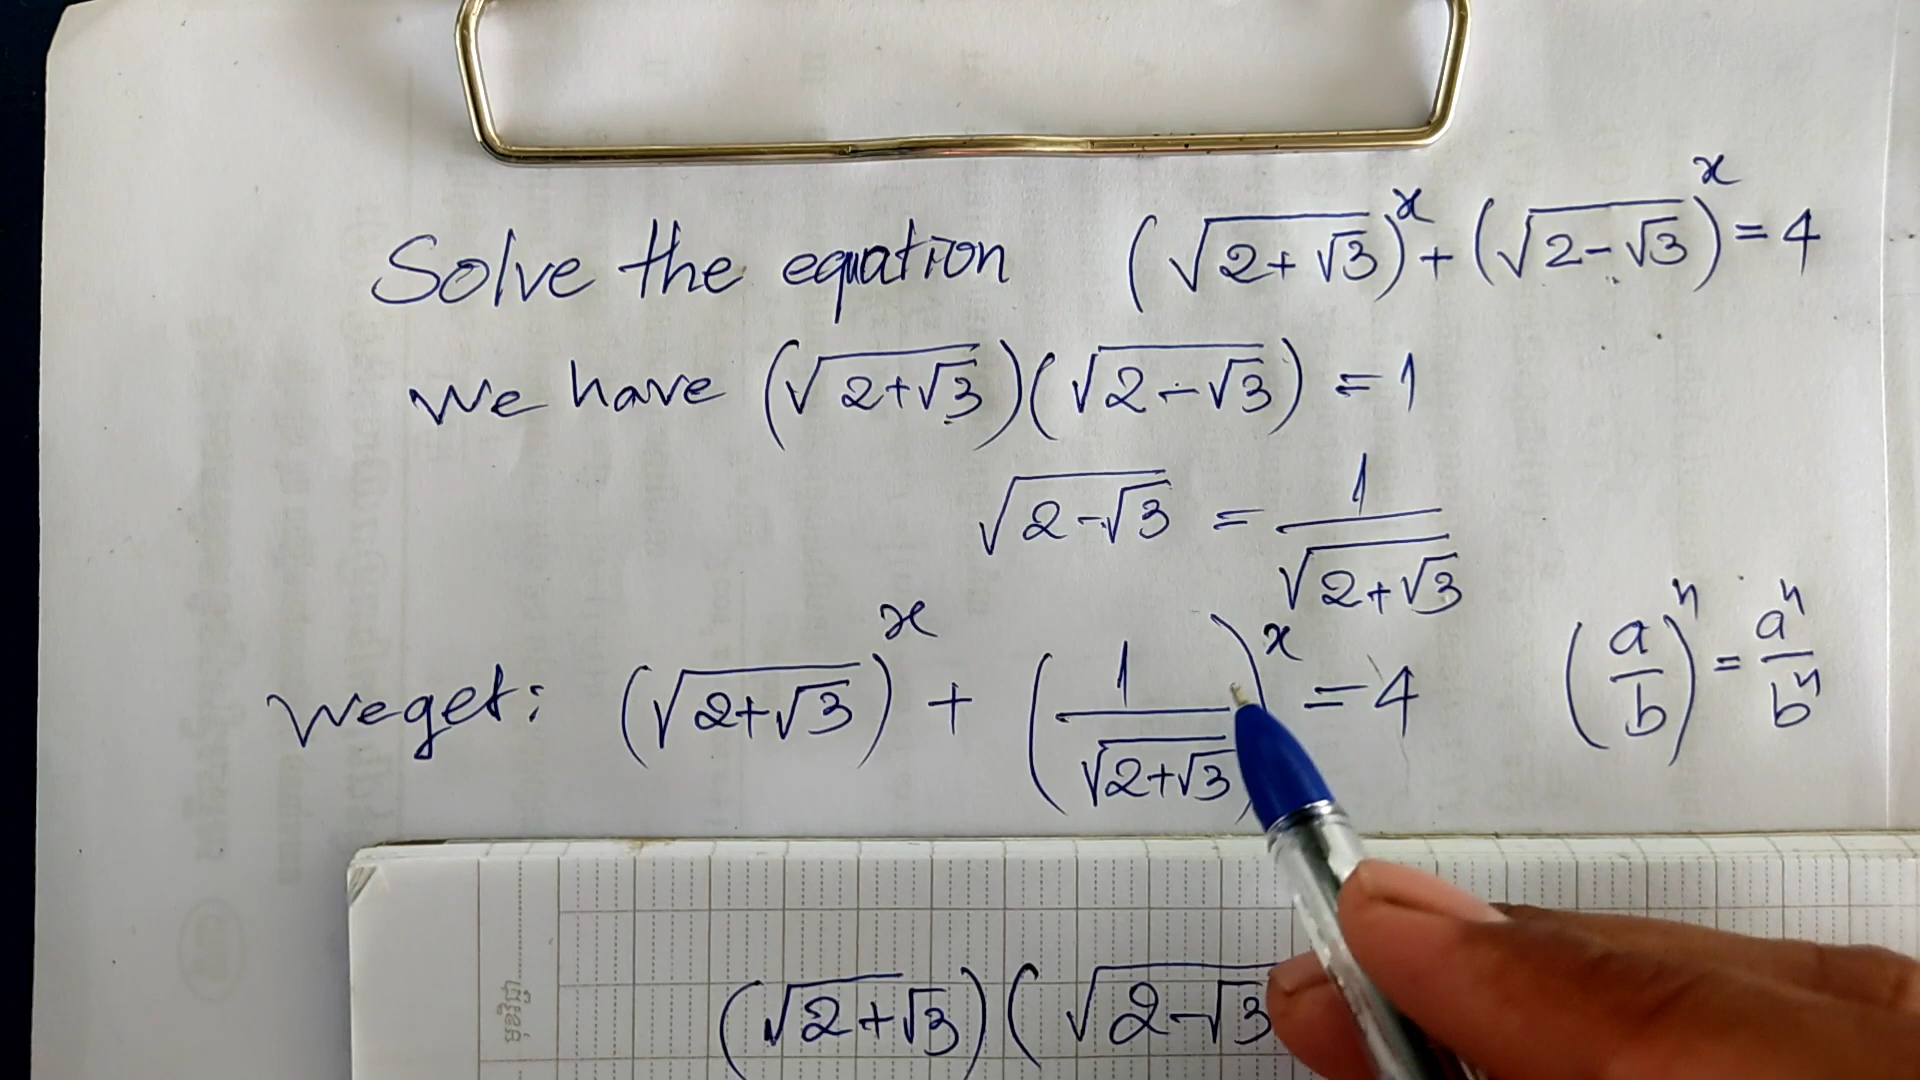 Solve the equation (√(2+√3))^x + (√(2-√3))^x = 4
We have (√(2+√3))(√(2-√3)) = 1
√(2-√3) = 1/√(2+√3)
We get: (√(2+√3))^x + (1/√(2+√3))^x = 4 (a/b)^n = a^n/b^n
(√(2+√3))(√(2-√3